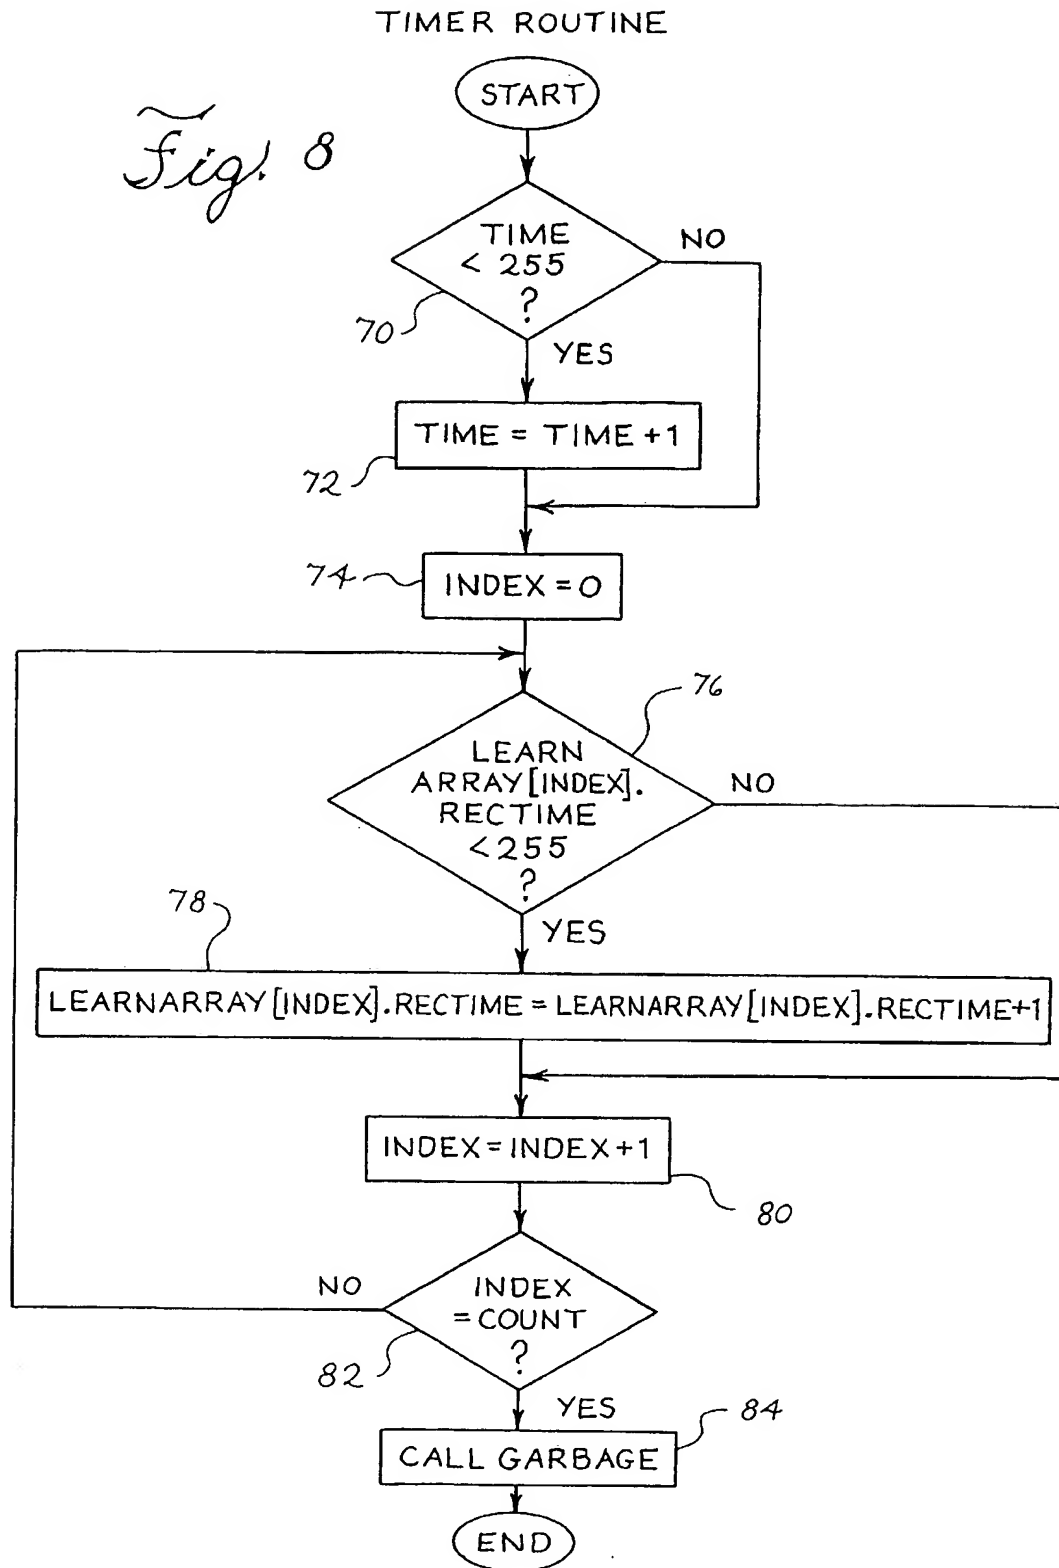 TIMER ROUTINE
START
Fig. 8
TIME
< 255
?
NO
70
YES
TIME = TIME +1
72
74
INDEX = 0
76
LEARN
ARRAY[INDEX].
RECTIME
<255
?
NO
78
YES
LEARNARRAY[INDEX].RECTIME = LEARNARRAY[INDEX].RECTIME+1
INDEX = INDEX +1
80
NO
INDEX
= COUNT
?
82
YES
84
CALL GARBAGE
END